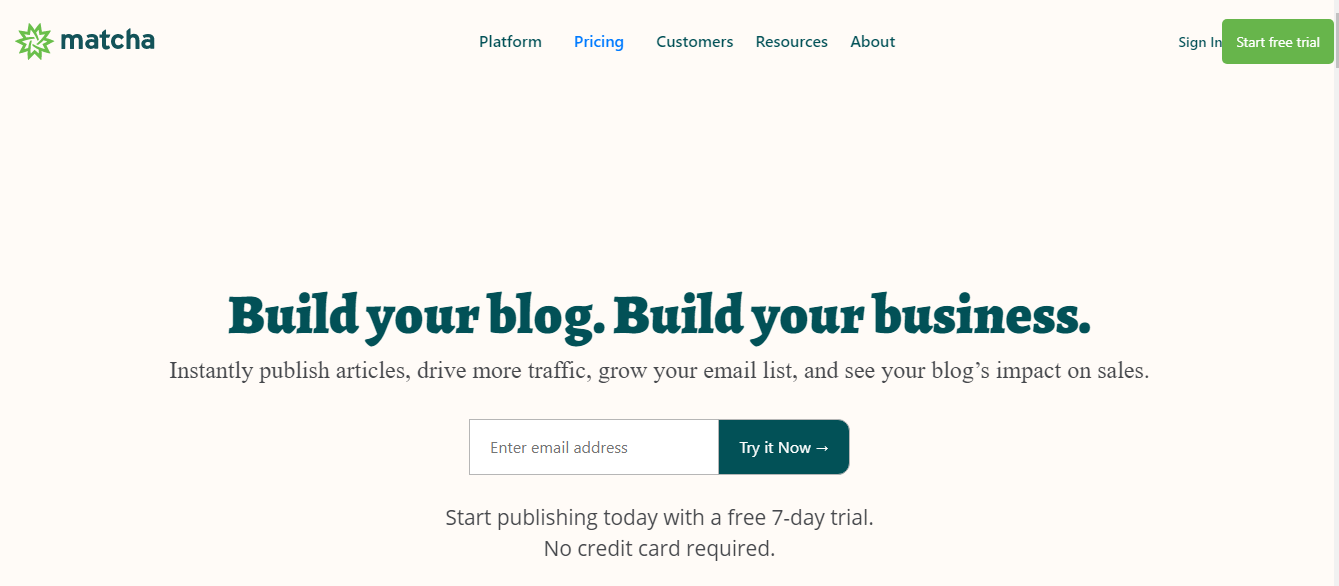 matcha
Platform Pricing Customers Resources About
Sign In Start free trial
Build your blog. Build your business.
Instantly publish articles, drive more traffic, grow your email list, and see your blog’s impact on sales.
Enter email address Try it Now →
Start publishing today with a free 7-day trial.
No credit card required.